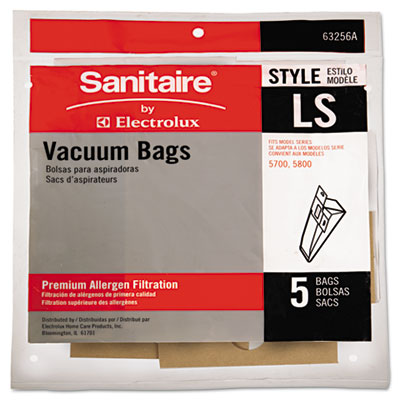 63256A
Sanitaire®
by
Electrolux
STYLE ESTILO
MODÈLE
LS
Vacuum Bags
Bolsas para aspiradoras
Sacs d'aspirateurs
FITS MODEL SERIES
SE ADAPTA A LOS MODELOS SERIE
CONVIENT AUX MODÈLES
5700, 5800
Premium Allergen Filtration
Filtración de alérgenos de primera calidad
Filtration supérieure des allergènes
5 BAGS
BOLSAS
SACS
Distributed by / Distribuidas por / Distribué par :
Electrolux Home Care Products, Inc.
Bloomington, IL 61701